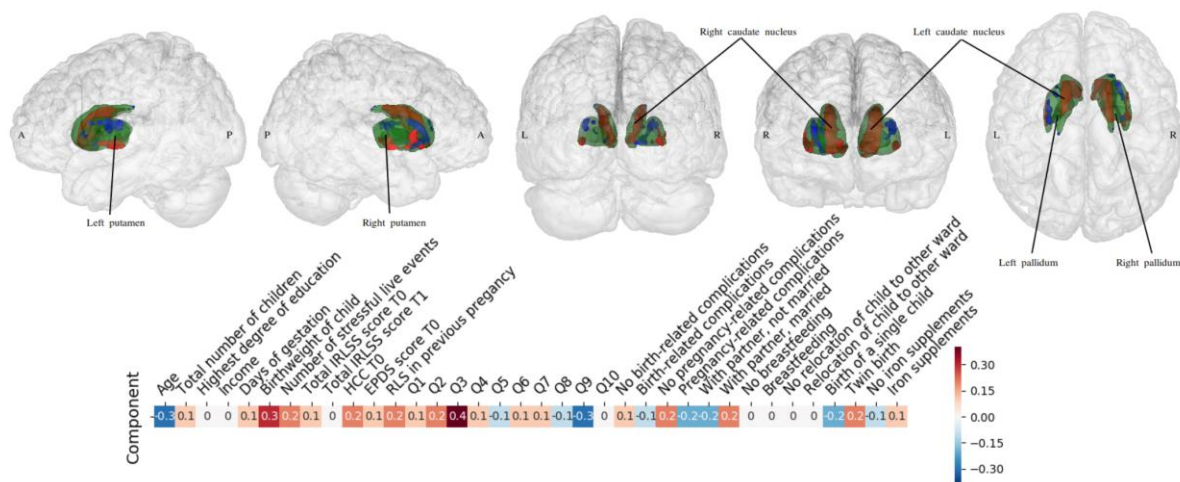 Right caudate nucleus
Left caudate nucleus
A
P
P
A
L
R
R
L
L
R
Left putamen
Right putamen
Left pallidum
Right pallidum
Age
Total number of children
Highest degree of education
Income
Days of gestation
Birthweight of child
Number of stressful live events
Total IRLSS score T0
Total IRLSS score T1
HCC T0
EPDS score T0
RLS in previous pregancy
Q1
Q2
Q3
Q4
Q5
Q6
Q7
Q8
Q9
Q10
No birth-related complications
Birth-related complications
No pregnancy-related complications
Pregnancy-related complications
With partner, not married
With partner, married
No breastfeeding
Breastfeeding
No relocation of child to other ward
Relocation of child to other ward
Birth of a single child
Twin birth
No iron supplements
Iron supplements
Component
-0.3 0.1 0 0 0.1 0.3 0.2 0.1 0 0.2 0.1 0.2 0.1 0.2 0.4 0.1 -0.1 0.1 0.1 -0.1 -0.3 0 0.1 -0.1 0.2 -0.2 -0.2 0.2 0 0 0 0 -0.2 0.2 -0.1 0.1
0.30
0.15
0.00
-0.15
-0.30